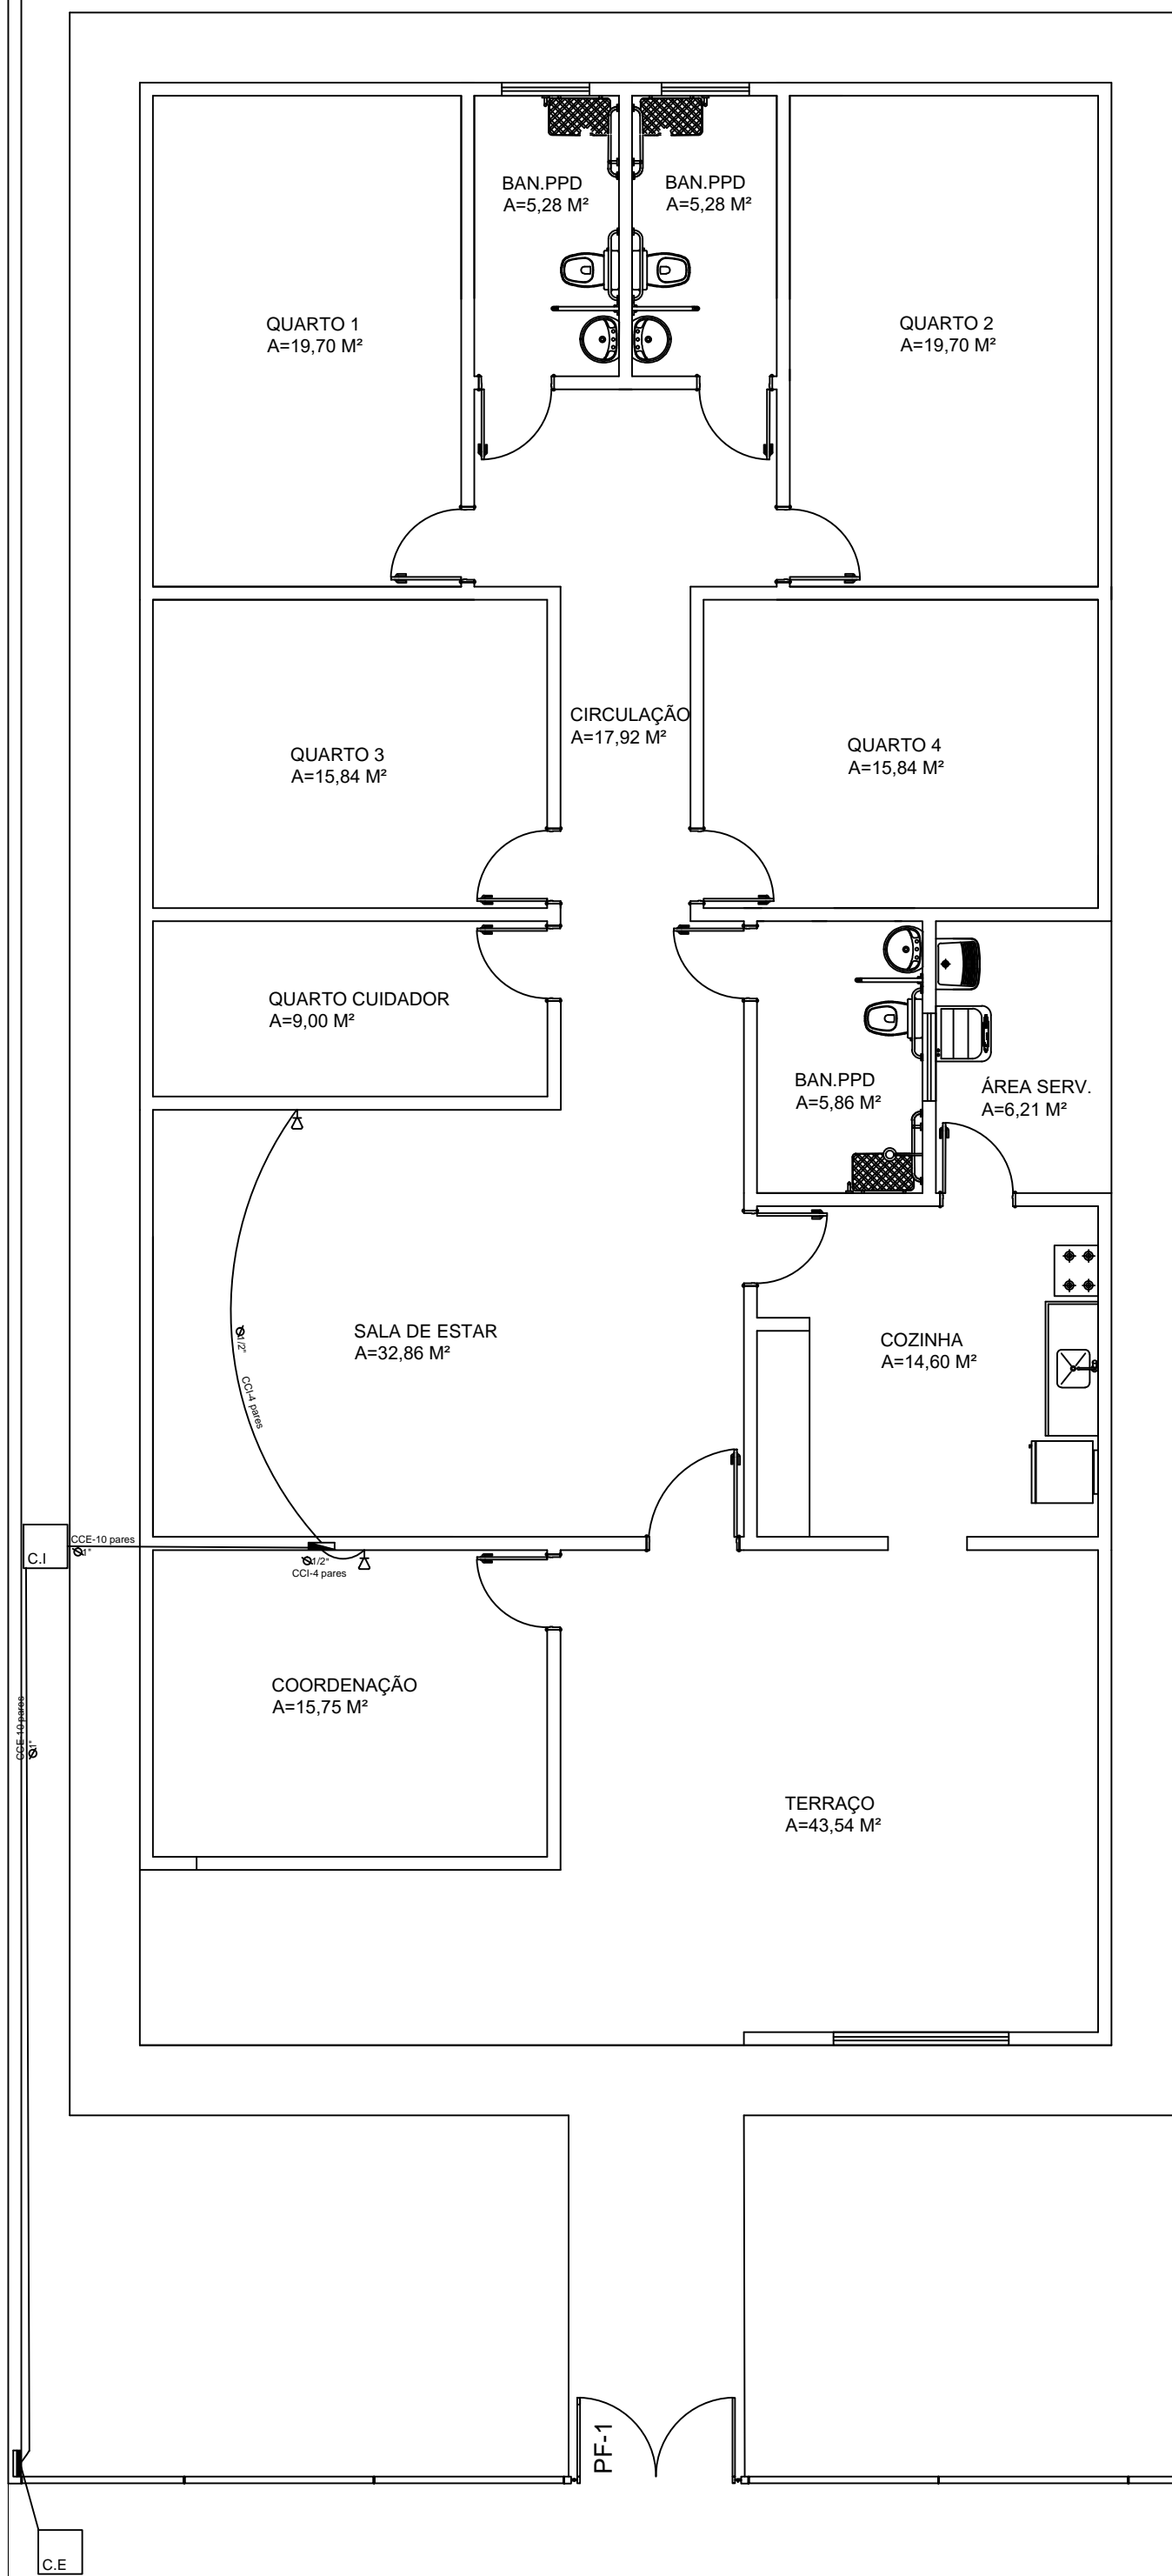 BAN.PPD
A=5,28 M²
BAN.PPD
A=5,28 M²
QUARTO 1
A=19,70 M²
QUARTO 2
A=19,70 M²
CIRCULAÇÃO
A=17,92 M²
QUARTO 3
A=15,84 M²
QUARTO 4
A=15,84 M²
QUARTO CUIDADOR
A=9,00 M²
BAN.PPD
A=5,86 M²
ÁREA SERV.
A=6,21 M²
SALA DE ESTAR
A=32,86 M²
COZINHA
A=14,60 M²
Ø1/2"
CCI-4 pares
C.I
CCE-10 pares
Ø1"
Ø1/2"
CCI-4 pares
COORDENAÇÃO
A=15,75 M²
CCE-10 pares
Ø1"
TERRAÇO
A=43,54 M²
PF-1
C.E